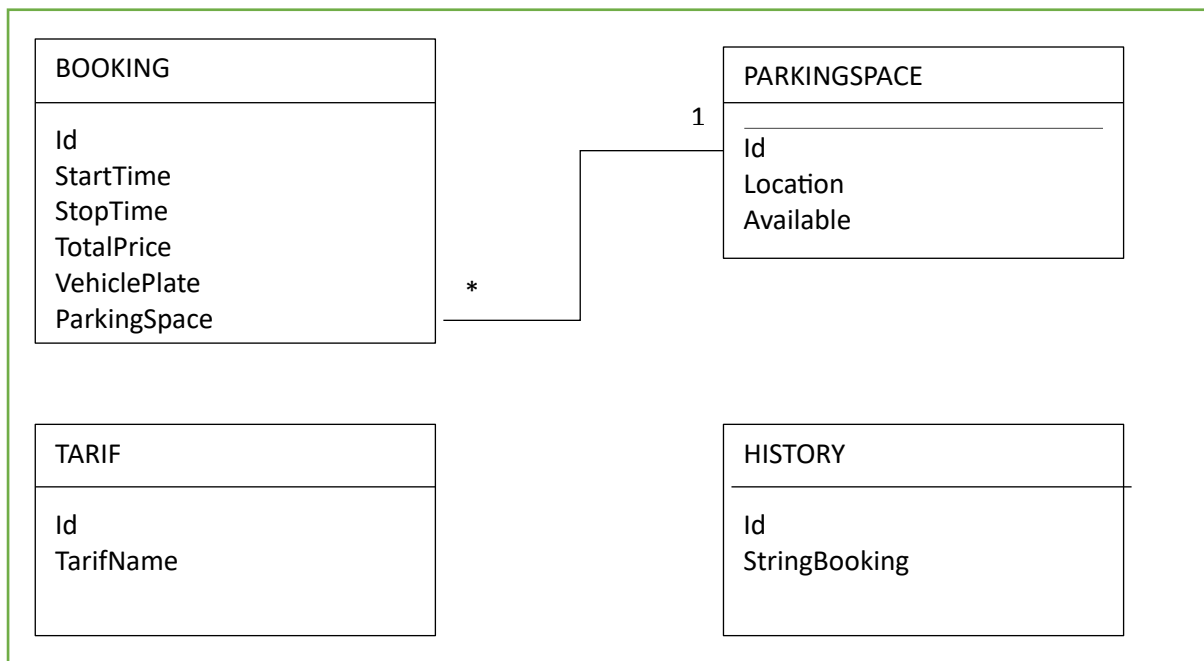 BOOKING
Id
StartTime
StopTime
TotalPrice
VehiclePlate
ParkingSpace
*
1
PARKINGSPACE
Id
Location
Available
TARIF
Id
TarifName
HISTORY
Id
StringBooking